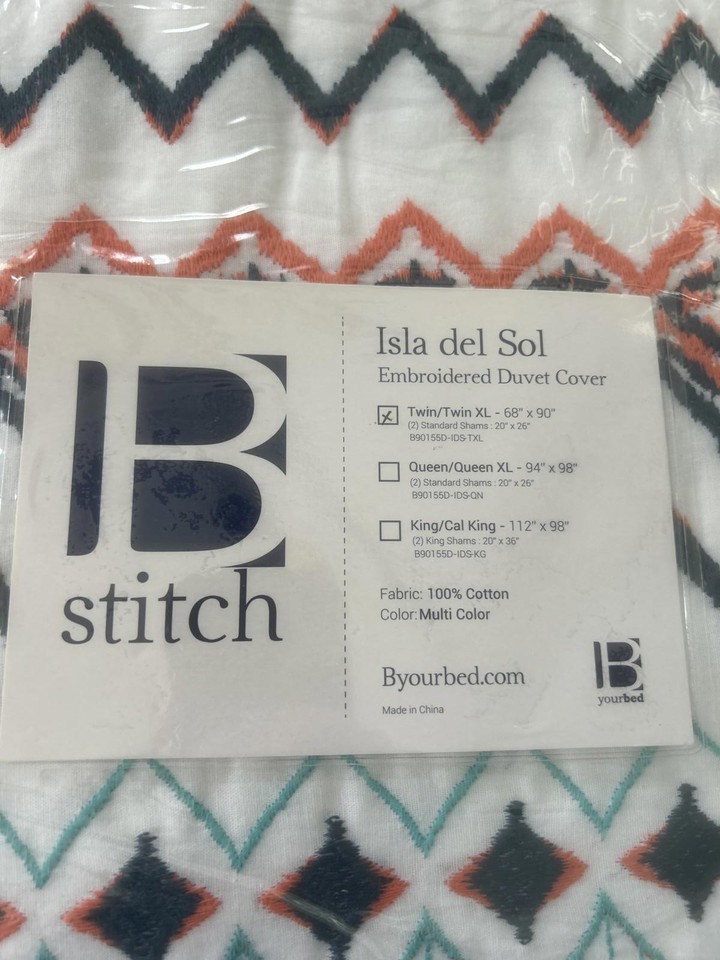 B
stitch
Isla del Sol
Embroidered Duvet Cover
Twin/Twin XL - 68" x 90"
(2) Standard Shams : 20" x 26"
B90155D-IDS-TXL
Queen/Queen XL - 94" x 98"
(2) Standard Shams : 20" x 26"
B90155D-IDS-QN
King/Cal King - 112" x 98"
(2) King Shams : 20" x 36"
B90155D-IDS-KG
Fabric: 100% Cotton
Color: Multi Color
Byourbed.com
Made in China
B
yourbed